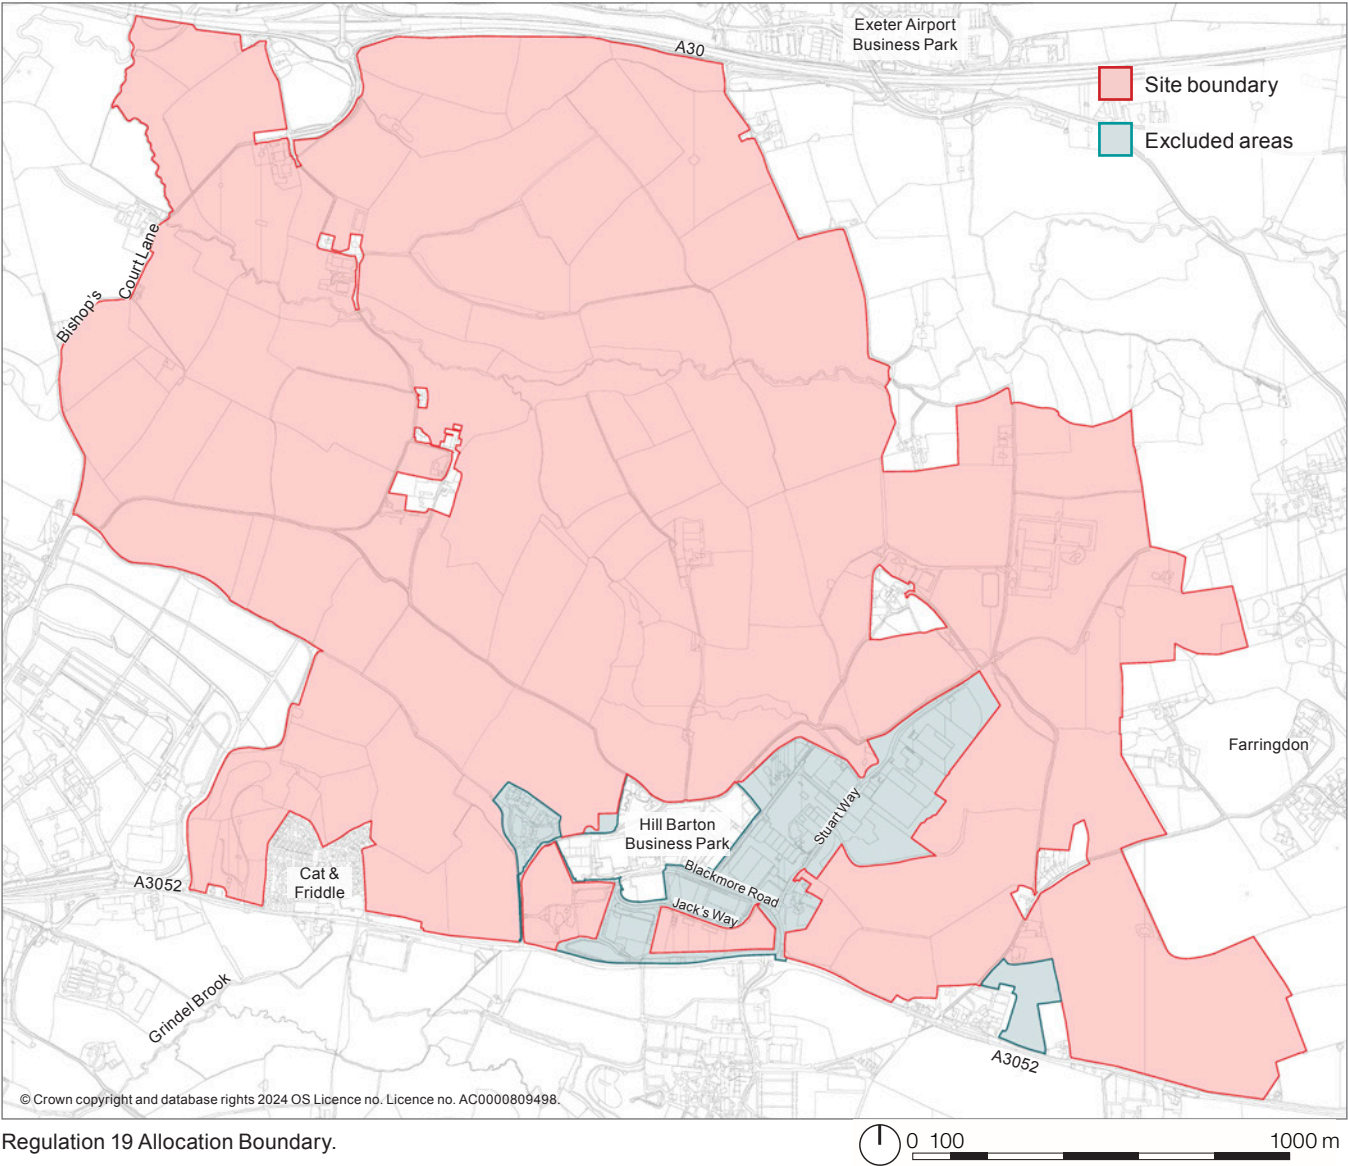 Exeter Airport
Business Park
A30
Site boundary
Excluded areas
Bishop's
Court Lane
Farringdon
Stuart Way
Hill Barton
Business Park
Blackmore Road
Jack's Way
Cat &
Friddle
A3052
Grindel Brook
A3052
© Crown copyright and database rights 2024 OS Licence no. Licence no. AC0000809498.
Regulation 19 Allocation Boundary.
0 100 1000 m